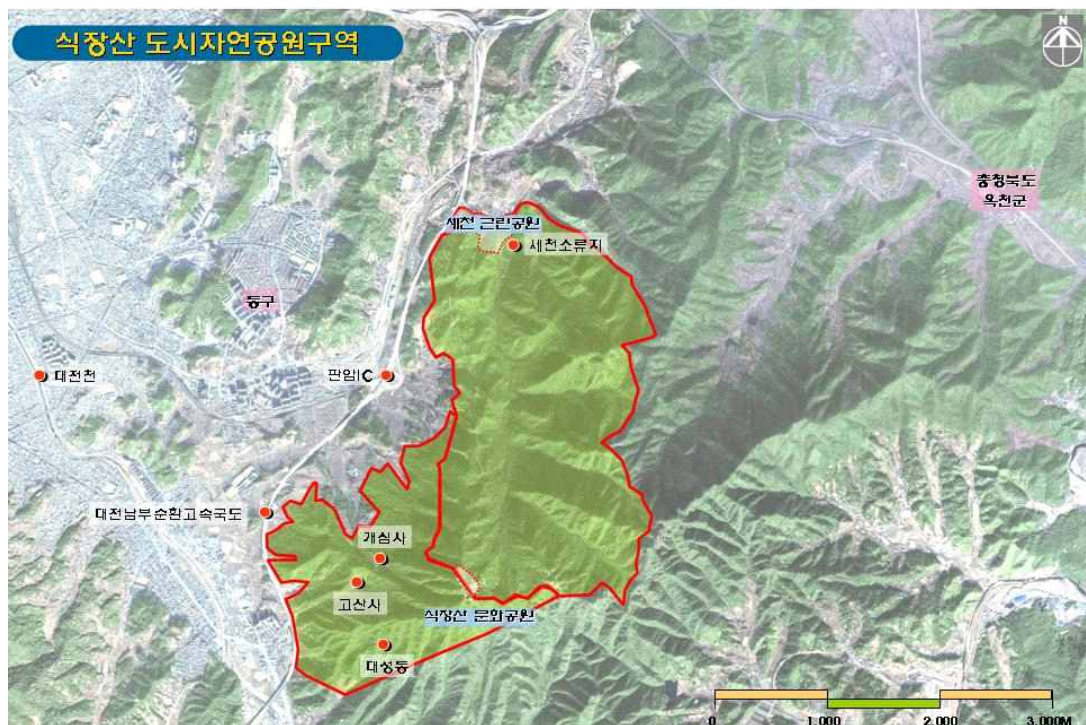 식장산 도시자연공원구역
N
충청북도
옥천군
세천 근린공원
세천소류지
동구
대전천
판암IC
대전남부순환고속국도
개심사
고산사
식장산 문화공원
대성동
0 1,000 2,000 3,000M